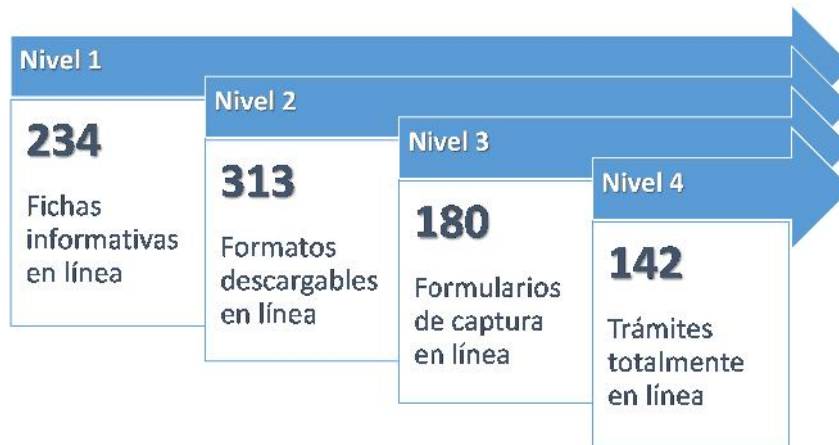 Nivel 1
234
Fichas
informativas
en línea
Nivel 2
313
Formatos
descargables
en línea
Nivel 3
180
Formularios
de captura
en línea
Nivel 4
142
Trámites
totalmente
en línea